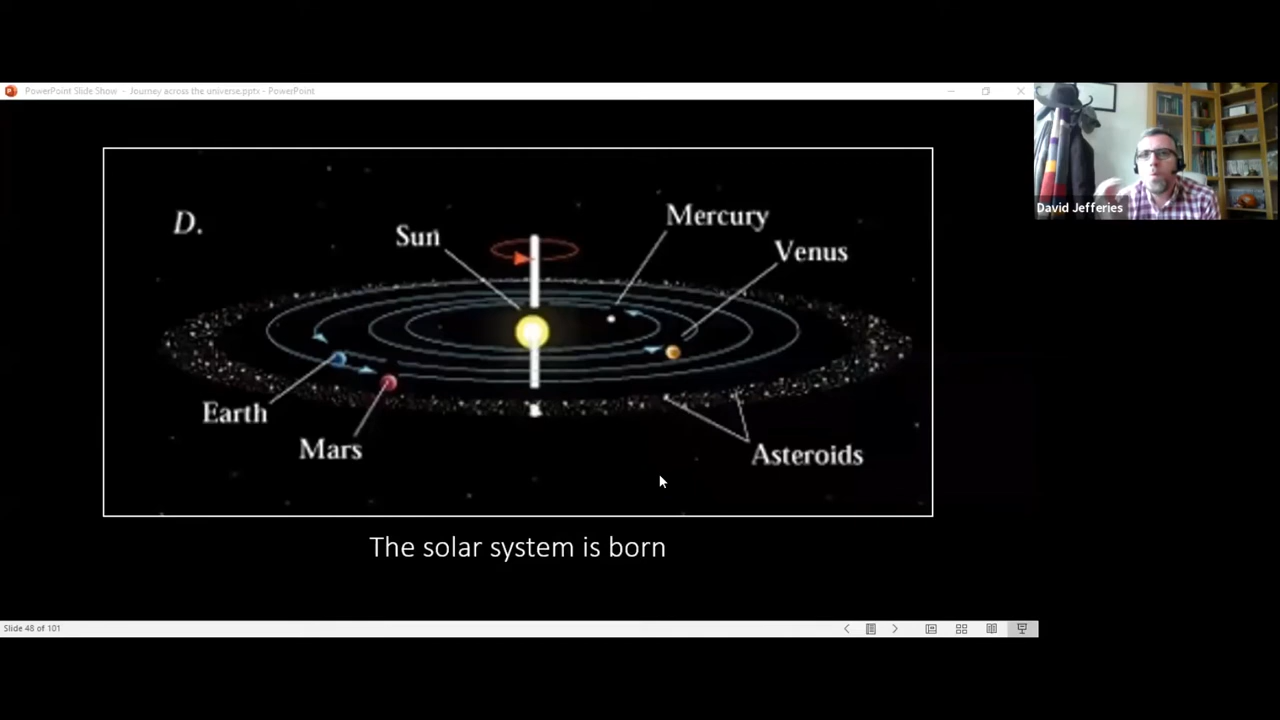 PowerPoint Slide Show - Journey across the universe.pptx - PowerPoint
D.
Sun
Mercury
Venus
Earth
Mars
Asteroids
The solar system is born
David Jefferies
Slide 48 of 101